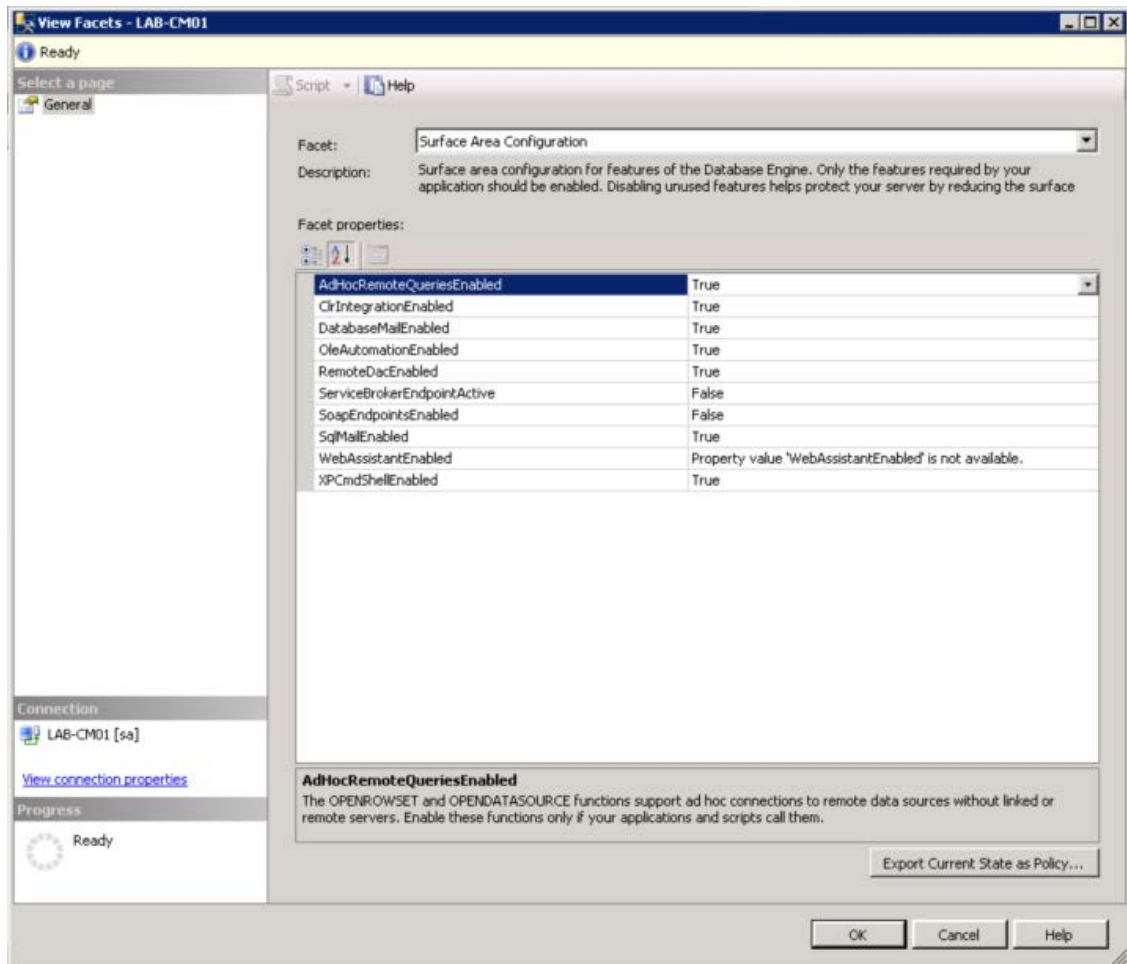 View Facets - LAB-CM01
Ready
Select a page
General
Script
Help
Facet:
Surface Area Configuration
Description:
Surface area configuration for features of the Database Engine. Only the features required by your
application should be enabled. Disabling unused features helps protect your server by reducing the surface
Facet properties:
AdHocRemoteQueriesEnabled True
ClrIntegrationEnabled True
DatabaseMailEnabled True
OleAutomationEnabled True
RemoteDacEnabled True
ServiceBrokerEndpointActive False
SoapEndpointsEnabled False
SqlMailEnabled True
WebAssistantEnabled Property value 'WebAssistantEnabled' is not available.
XPCmdShellEnabled True
Connection
LAB-CM01 [sa]
View connection properties
Progress
Ready
AdHocRemoteQueriesEnabled
The OPENROWSET and OPENDATASOURCE functions support ad hoc connections to remote data sources without linked or
remote servers. Enable these functions only if your applications and scripts call them.
Export Current State as Policy...
OK
Cancel
Help